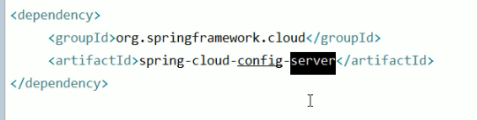 <dependency>
<groupId>org.springframework.cloud</groupId>
<artifactId>spring-cloud-config-server</artifactId>
</dependency>